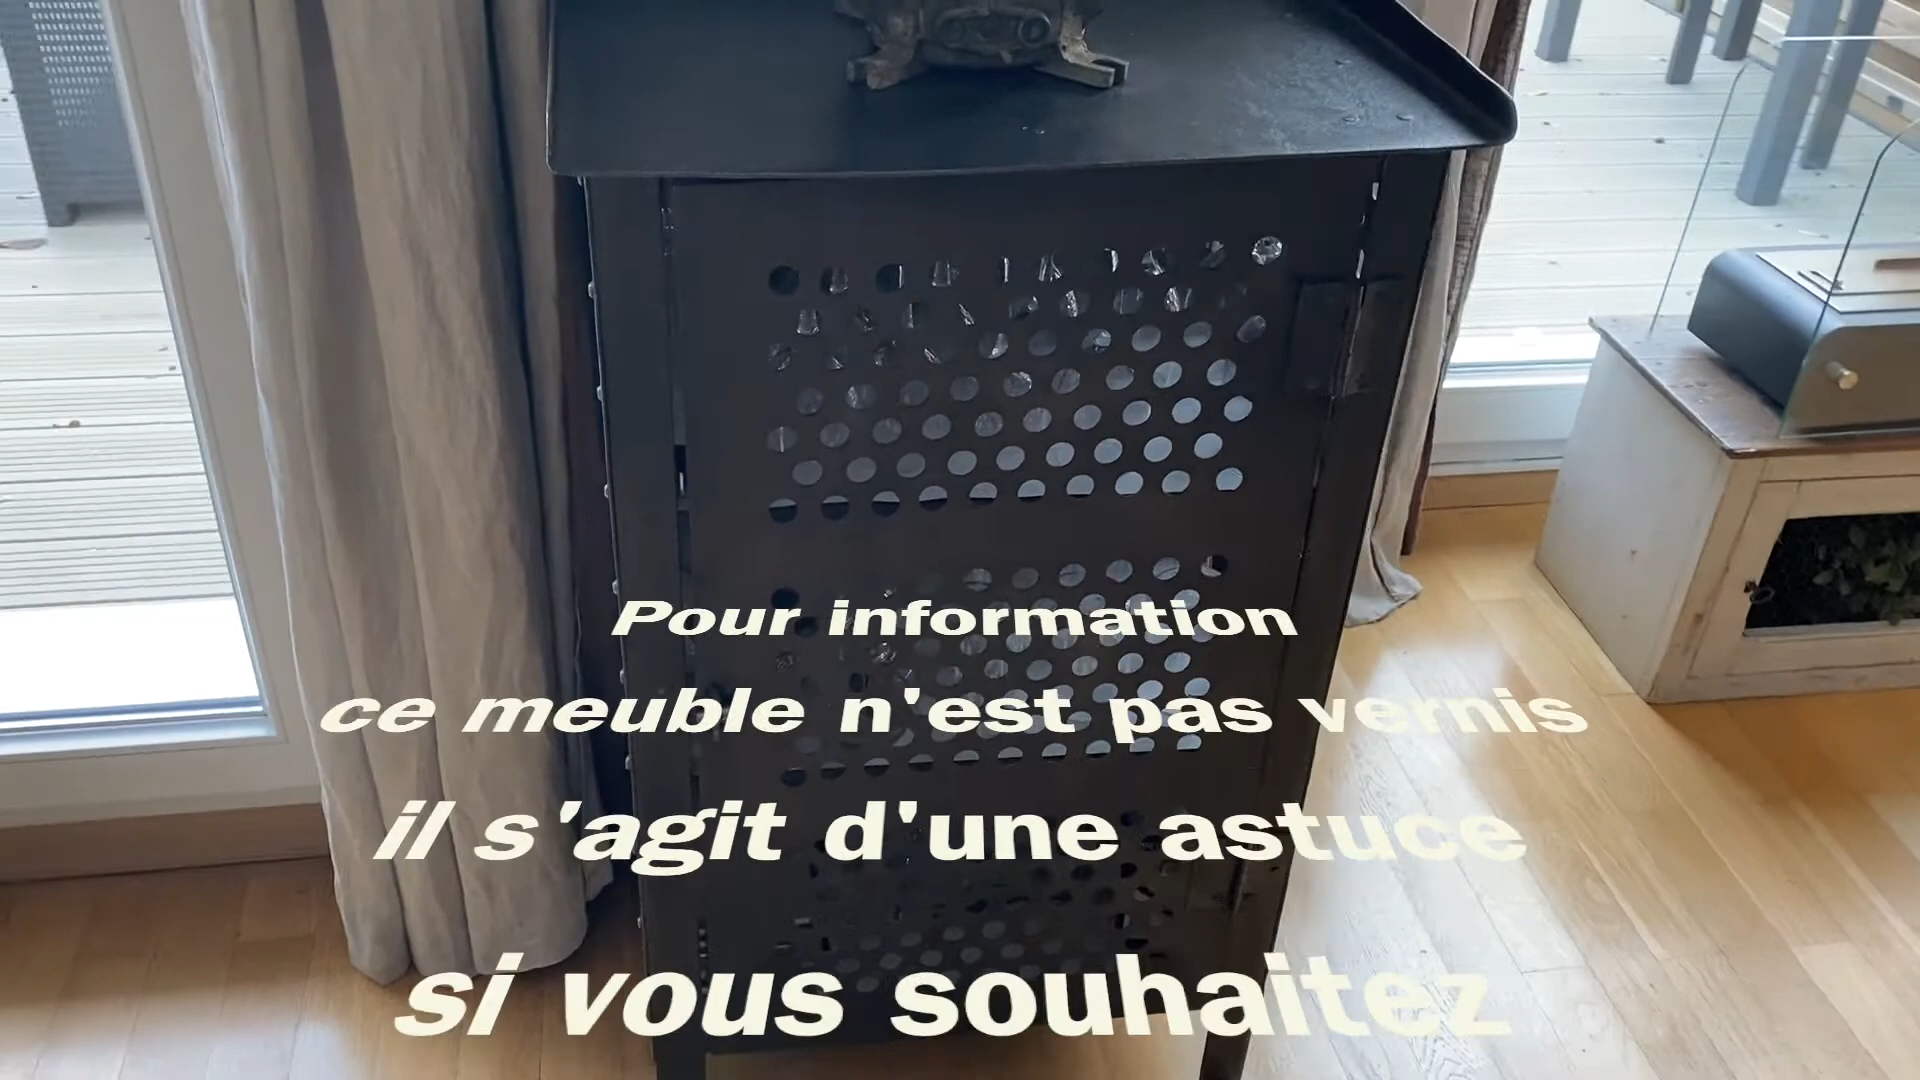 Pour information
ce meuble n'est pas vernis
il s'agit d'une astuce
si vous souhaitez